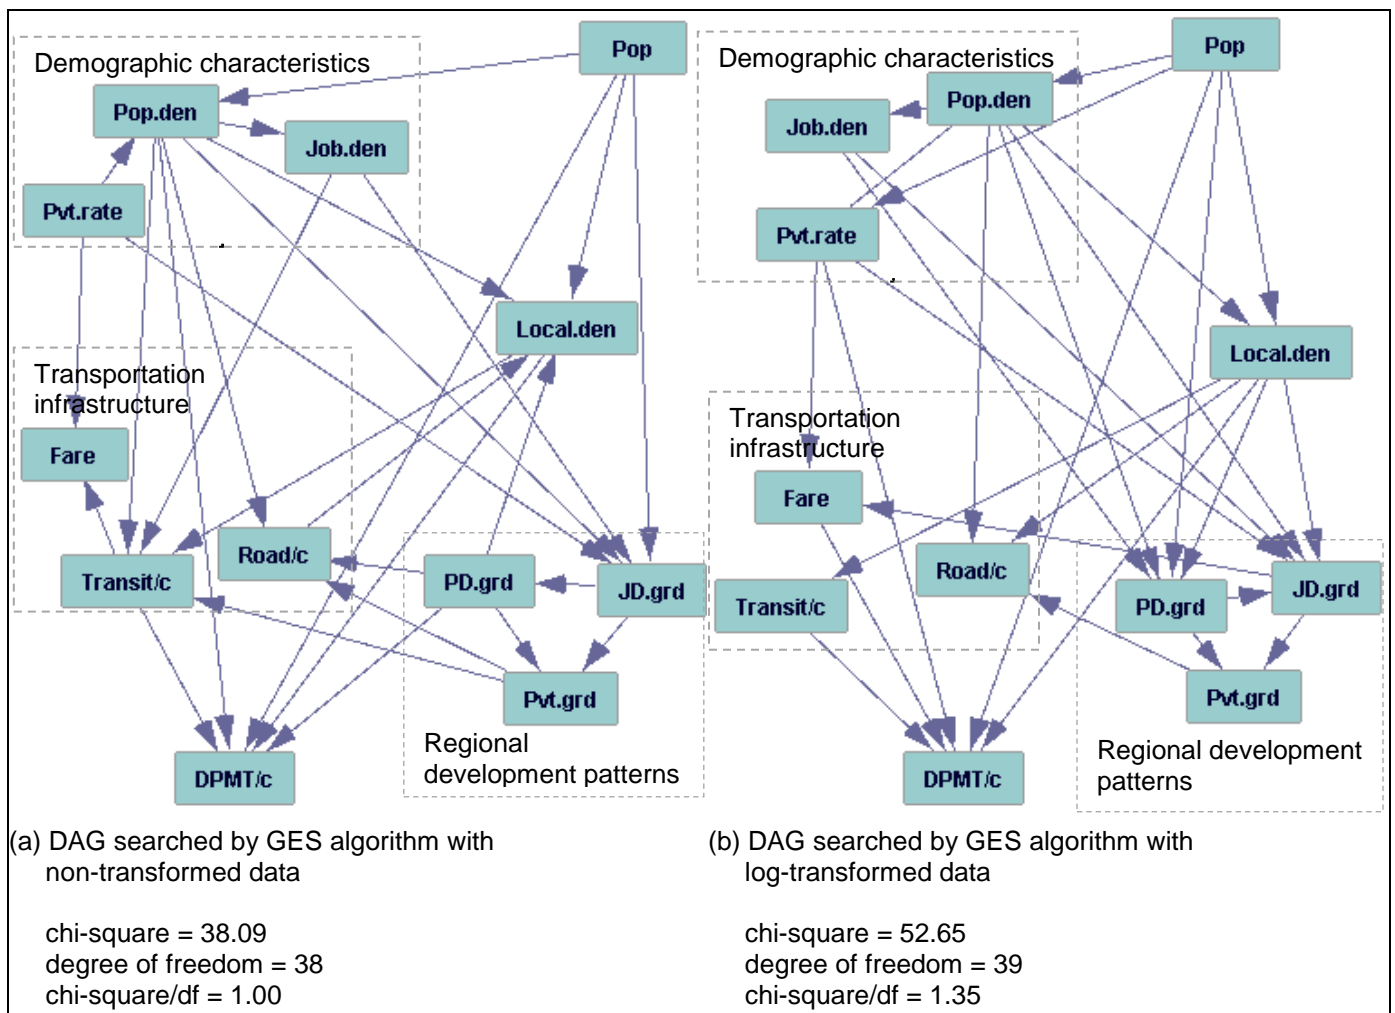 Demographic characteristics
Pop
Pop.den
Job.den
Pvt.rate
Local.den
Transportation
infrastructure
Fare
Road/c
Transit/c
PD.grd
JD.grd
Pvt.grd
Regional
development patterns
DPMT/c
(a) DAG searched by GES algorithm with
non-transformed data
chi-square = 38.09
degree of freedom = 38
chi-square/df = 1.00
Demographic characteristics
Pop
Pop.den
Job.den
Pvt.rate
Local.den
Transportation
infrastructure
Fare
Road/c
Transit/c
PD.grd
JD.grd
Pvt.grd
Regional development
patterns
DPMT/c
(b) DAG searched by GES algorithm with
log-transformed data
chi-square = 52.65
degree of freedom = 39
chi-square/df = 1.35